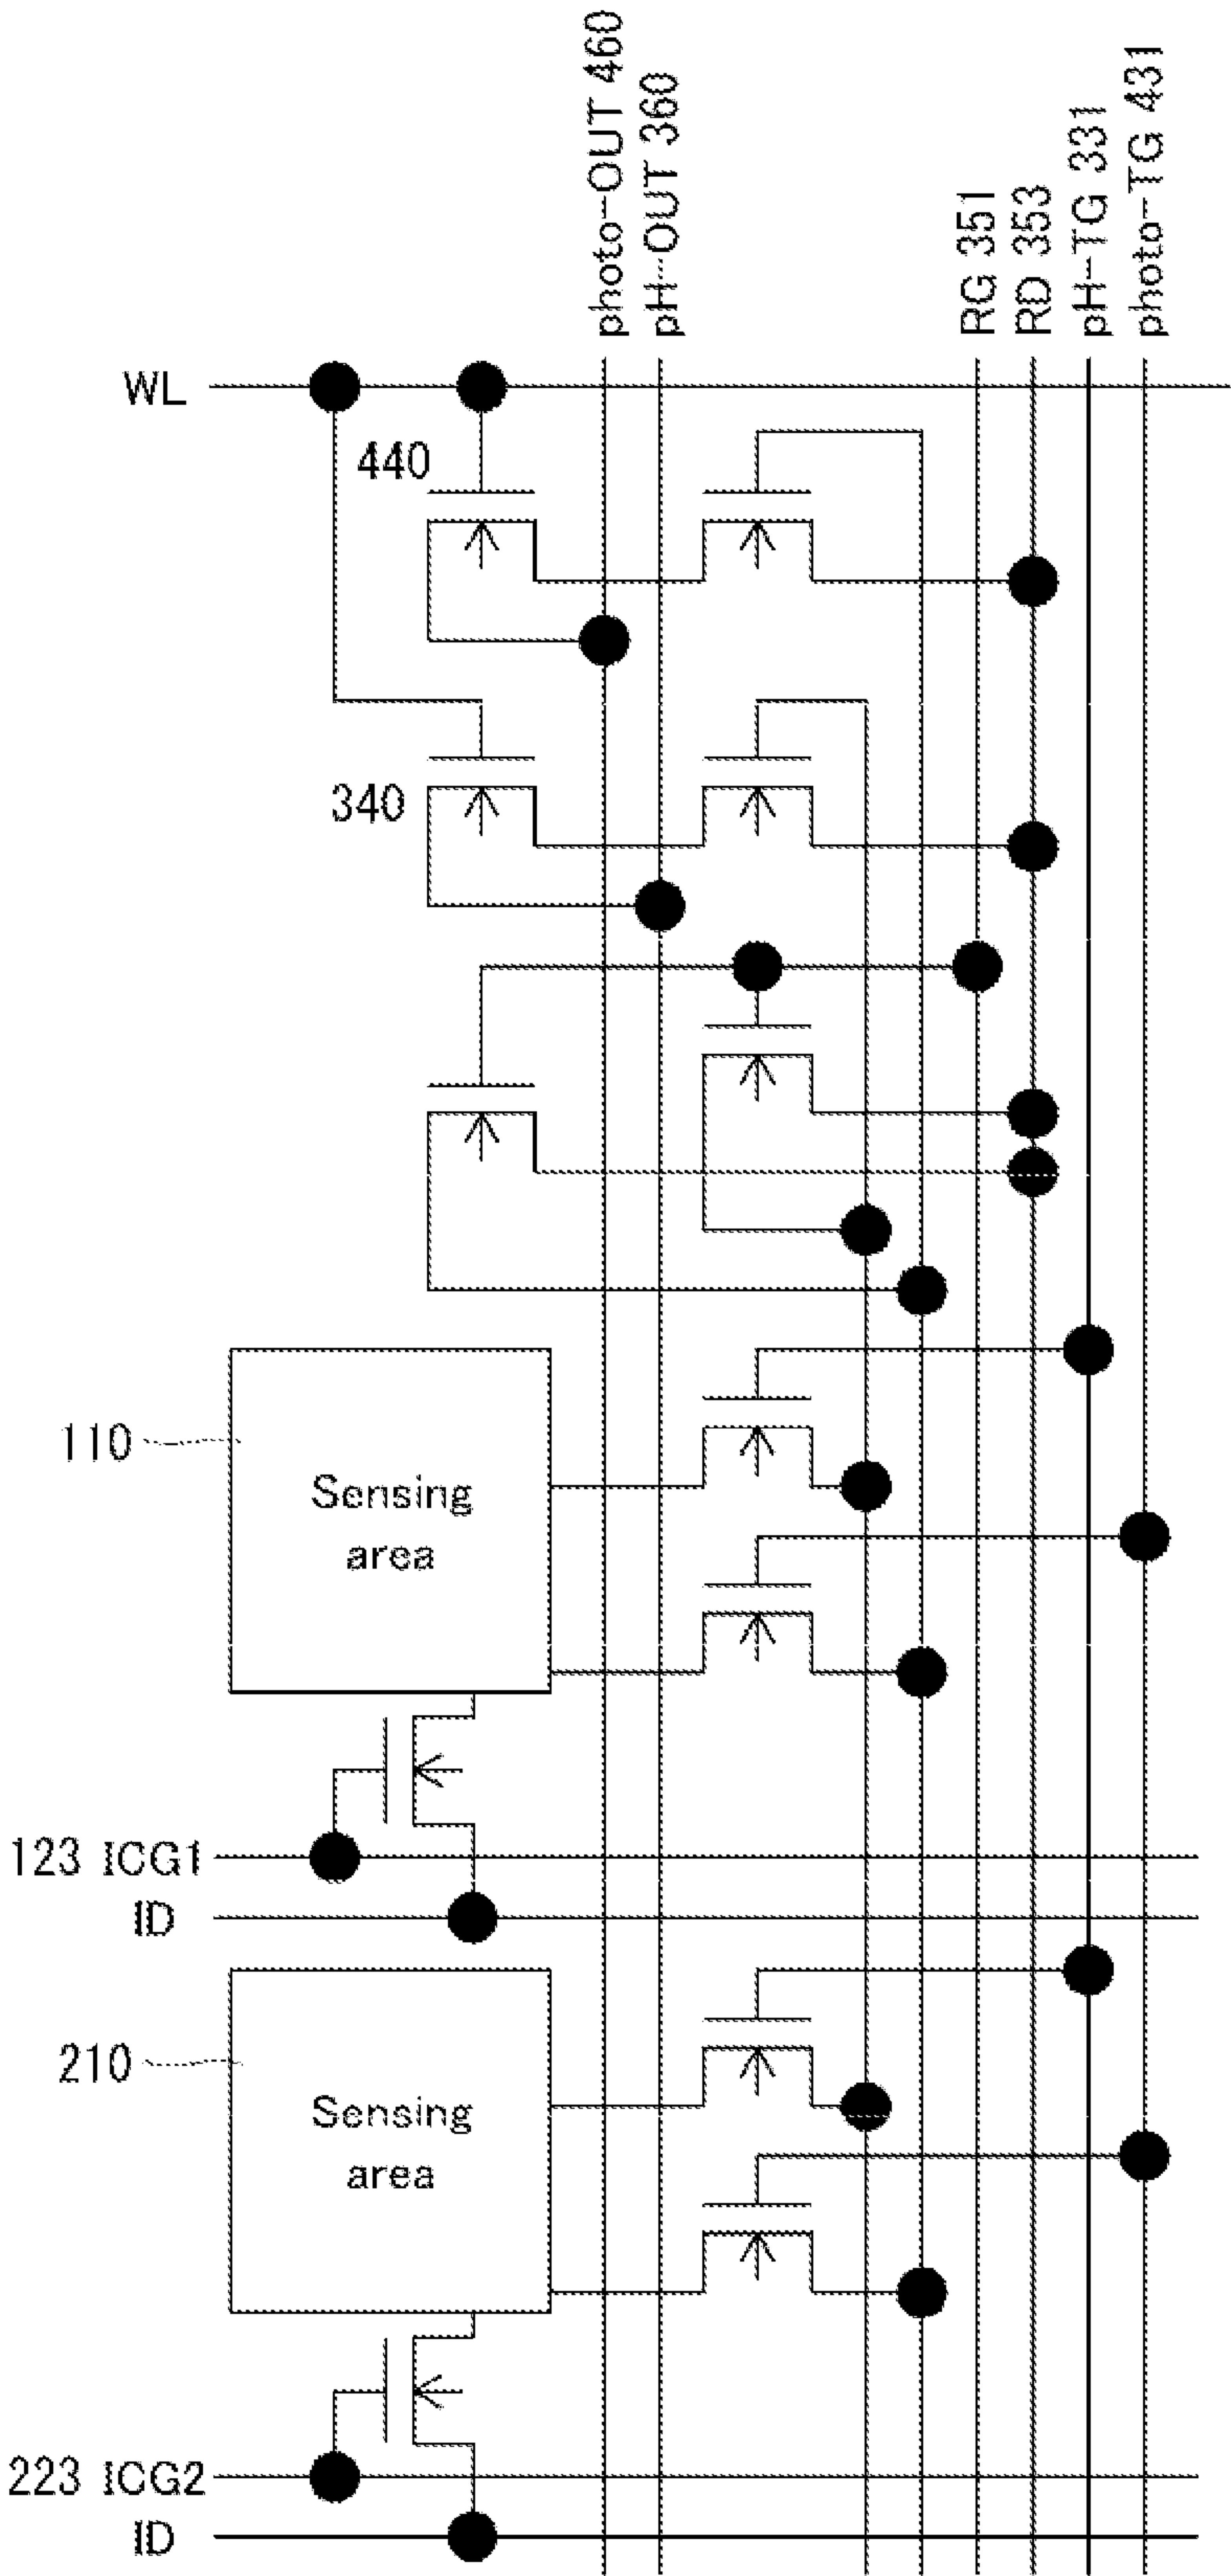 photo-OUT 460
pH-OUT 360
RG 351
RD 353
pH-TG 331
photo-TG 431
WL
440
340
110
Sensing
area
123 ICG1
ID
210
Sensing
area
223 ICG2
ID